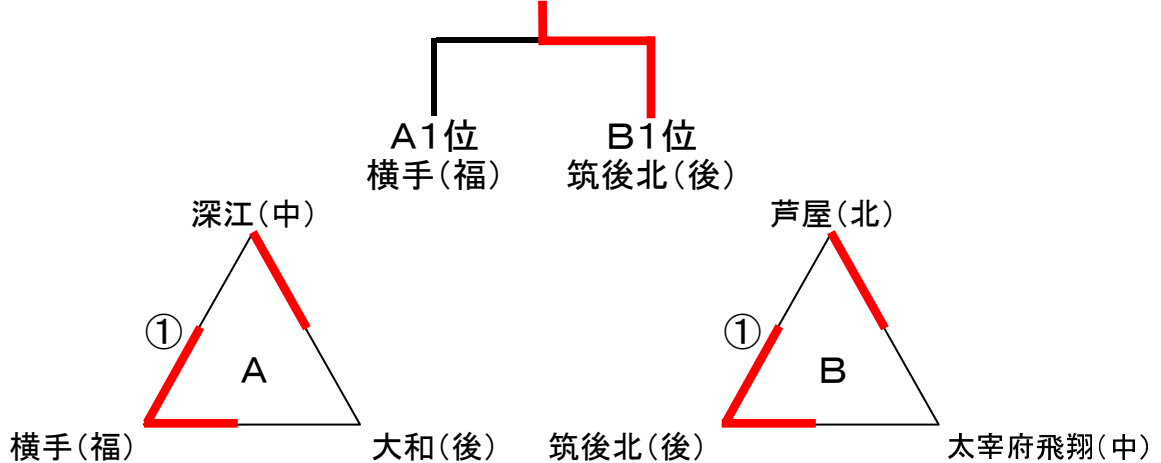 A1位 B1位
横手(福) 筑後北(後)
深江(中) 芦屋(北)
① ①
A B
横手(福) 大和(後) 筑後北(後) 太宰府飛翔(中)